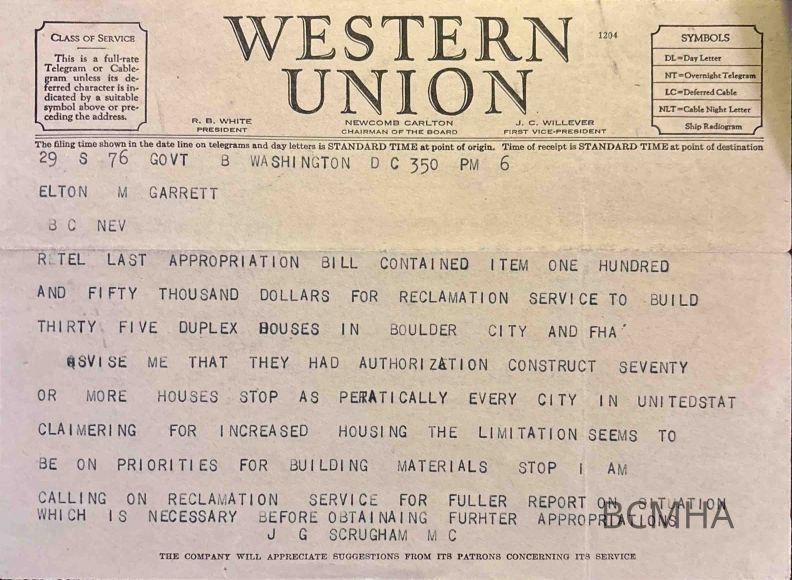 CLASS OF SERVICE
This is a full-rate
Telegram or Cable-
gram unless its de-
ferred character is in-
dicated by a suitable
symbol above or pre-
ceding the address.
WESTERN
UNION
1204
R. B. WHITE
PRESIDENT
NEWCOMB CARLTON
CHAIRMAN OF THE BOARD
J. C. WILLEVER
FIRST VICE-PRESIDENT
SYMBOLS
DL=Day Letter
NT=Overnight Telegram
LC=Deferred Cable
NLT=Cable Night Letter
Ship Radiogram
The filing time shown in the date line on telegrams and day letters is STANDARD TIME at point of origin. Time of receipt is STANDARD TIME at point of destination
29 S 76 GOVT B WASHINGTON D C 350 PM 6
ELTON M GARRETT
B C NEV
RETEL LAST APPROPRIATION BILL CONTAINED ITEM ONE HUNDRED
AND FIFTY THOUSAND DOLLARS FOR RECLAMATION SERVICE TO BUILD
THIRTY FIVE DUPLEX HOUSES IN BOULDER CITY AND FHA
ASVISE ME THAT THEY HAD AUTHORIZATION CONSTRUCT SEVENTY
OR MORE HOUSES STOP AS EVERY CITY IN UNITEDSTAT
CLAIMERING FOR INCREASED HOUSING THE LIMITATION SEEMS TO
BE ON PRIORITIES FOR BUILDING MATERIALS STOP I AM
CALLING ON RECLAMATION SERVICE FOR FULLER REPORT ON SITUATION
WHICH IS NECESSARY BEFORE OBTAINAING FURHTER APPROPRIATIONS
J G SCRUGHAM M C
BCMHA
THE COMPANY WILL APPRECIATE SUGGESTIONS FROM ITS PATRONS CONCERNING ITS SERVICE